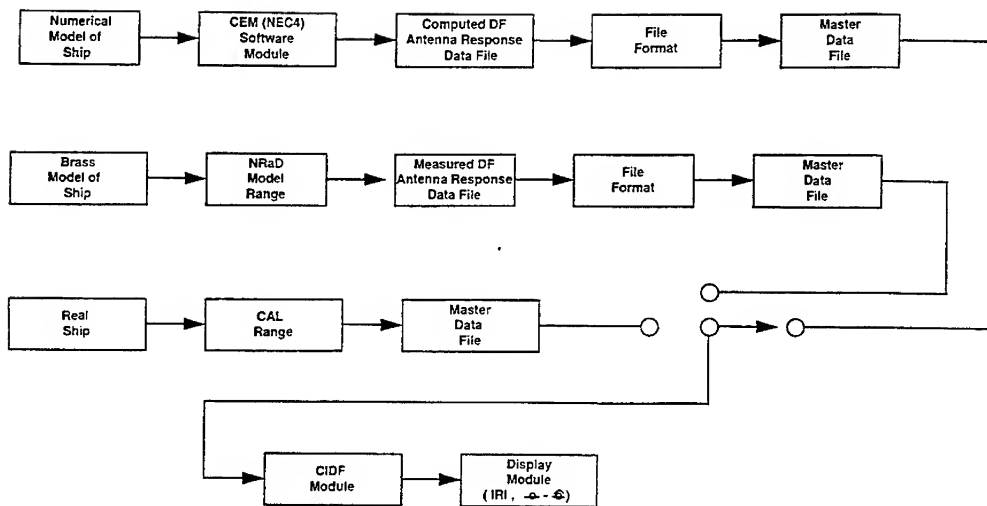 Numerical
Model of
Ship
CEM (NEC4)
Software
Module
Computed DF
Antenna Response
Data File
File
Format
Master
Data
File
Brass
Model of
Ship
NRaD
Model
Range
Measured DF
Antenna Response
Data File
File
Format
Master
Data
File
Real
Ship
CAL
Range
Master
Data
File
CIDF
Module
Display
Module
( IRI ,